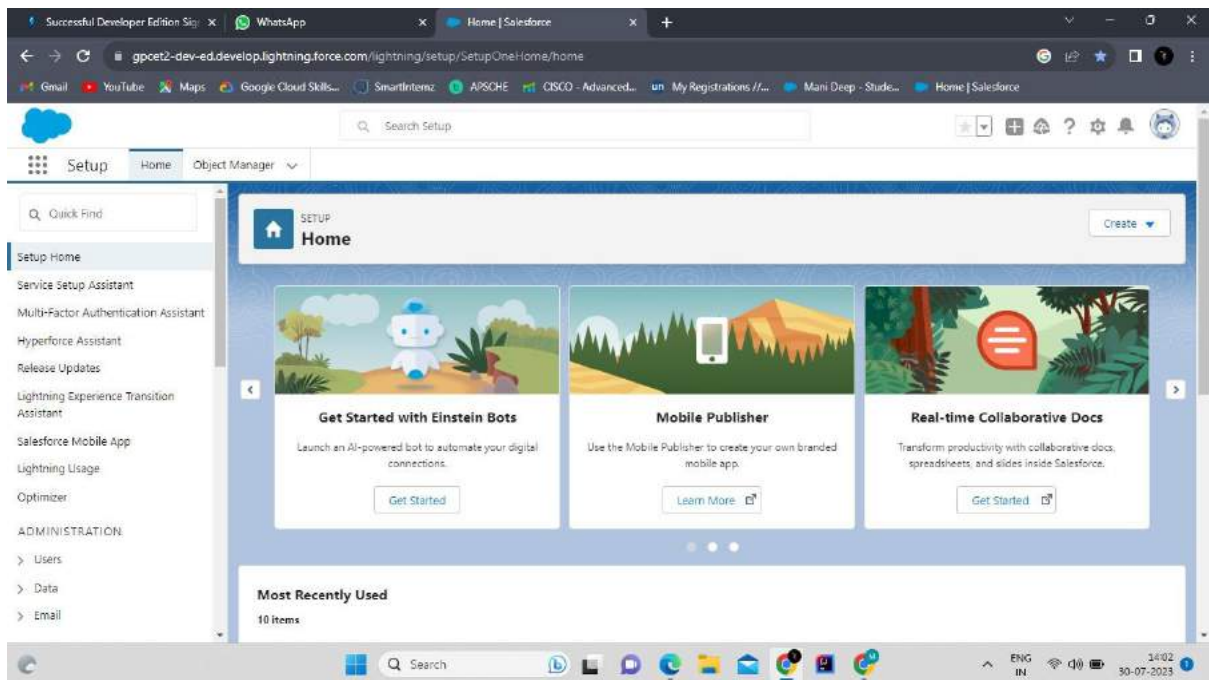 Successful Developer Edition Sig
WhatsApp
Home | Salesforce
gpcet2-dev-ed.develop.lightning.force.com/lightning/setup/SetupOneHome/home
Gmail
YouTube
Maps
Google Cloud Skills...
SmartInternz
APSCHE
CISCO - Advanced...
un My Registrations //...
Mani Deep - Stude...
Home | Salesforce
Search Setup
Setup
Home
Object Manager
Quick Find
Setup Home
Service Setup Assistant
Multi-Factor Authentication Assistant
Hyperforce Assistant
Release Updates
Lightning Experience Transition
Assistant
Salesforce Mobile App
Lightning Usage
Optimizer
ADMINISTRATION
Users
Data
Email
SETUP
Home
Create
Get Started with Einstein Bots
Launch an AI-powered bot to automate your digital
connections.
Get Started
Mobile Publisher
Use the Mobile Publisher to create your own branded
mobile app.
Learn More
Real-time Collaborative Docs
Transform productivity with collaborative docs,
spreadsheets, and slides inside Salesforce.
Get Started
Most Recently Used
10 items
Search
ENG
IN
14:02
30-07-2023